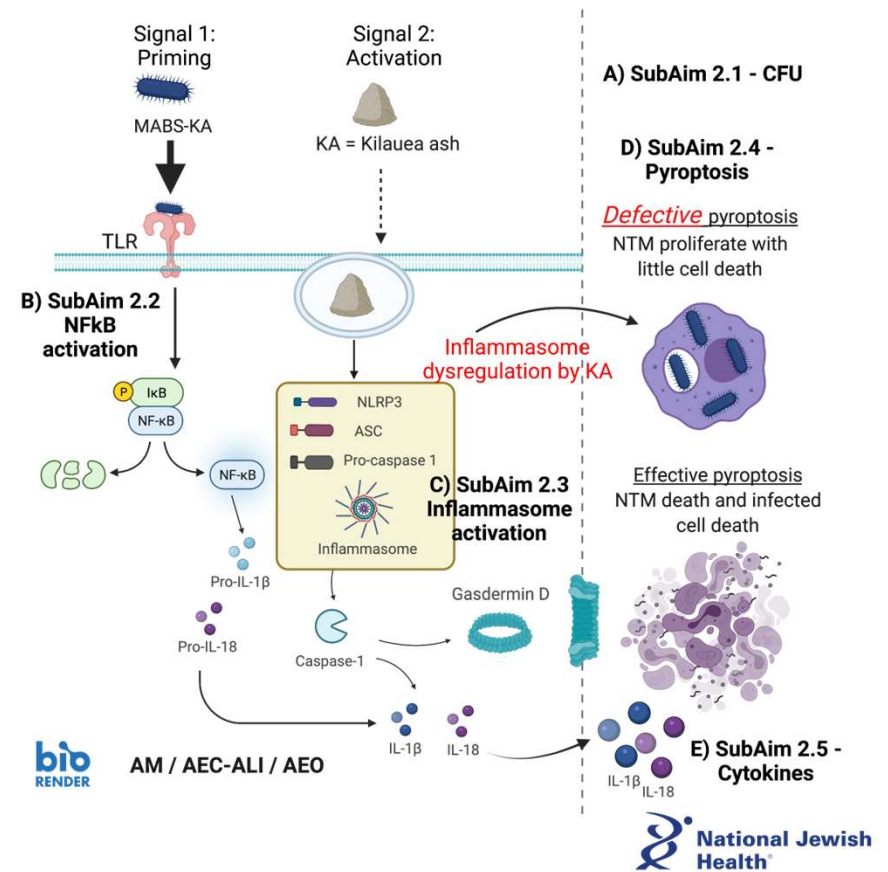 Signal 1:
Priming
MABS-KA
Signal 2:
Activation
KA = Kilauea ash
A) SubAim 2.1 - CFU
D) SubAim 2.4 -
Pyroptosis
Defective pyroptosis
NTM proliferate with
little cell death
TLR
B) SubAim 2.2
NFkB
activation
Inflammasome
dysregulation by KA
P
IκB
NF-κB
NF-κB
NLRP3
ASC
Pro-caspase 1
Inflammasome
C) SubAim 2.3
Inflammasome
activation
Effective pyroptosis
NTM death and infected
cell death
Pro-IL-1β
Pro-IL-18
Caspase-1
Gasdermin D
IL-1β
IL-18
IL-1β
IL-18
E) SubAim 2.5 -
Cytokines
bio
RENDER
AM / AEC-ALI / AEO
National Jewish
Health®